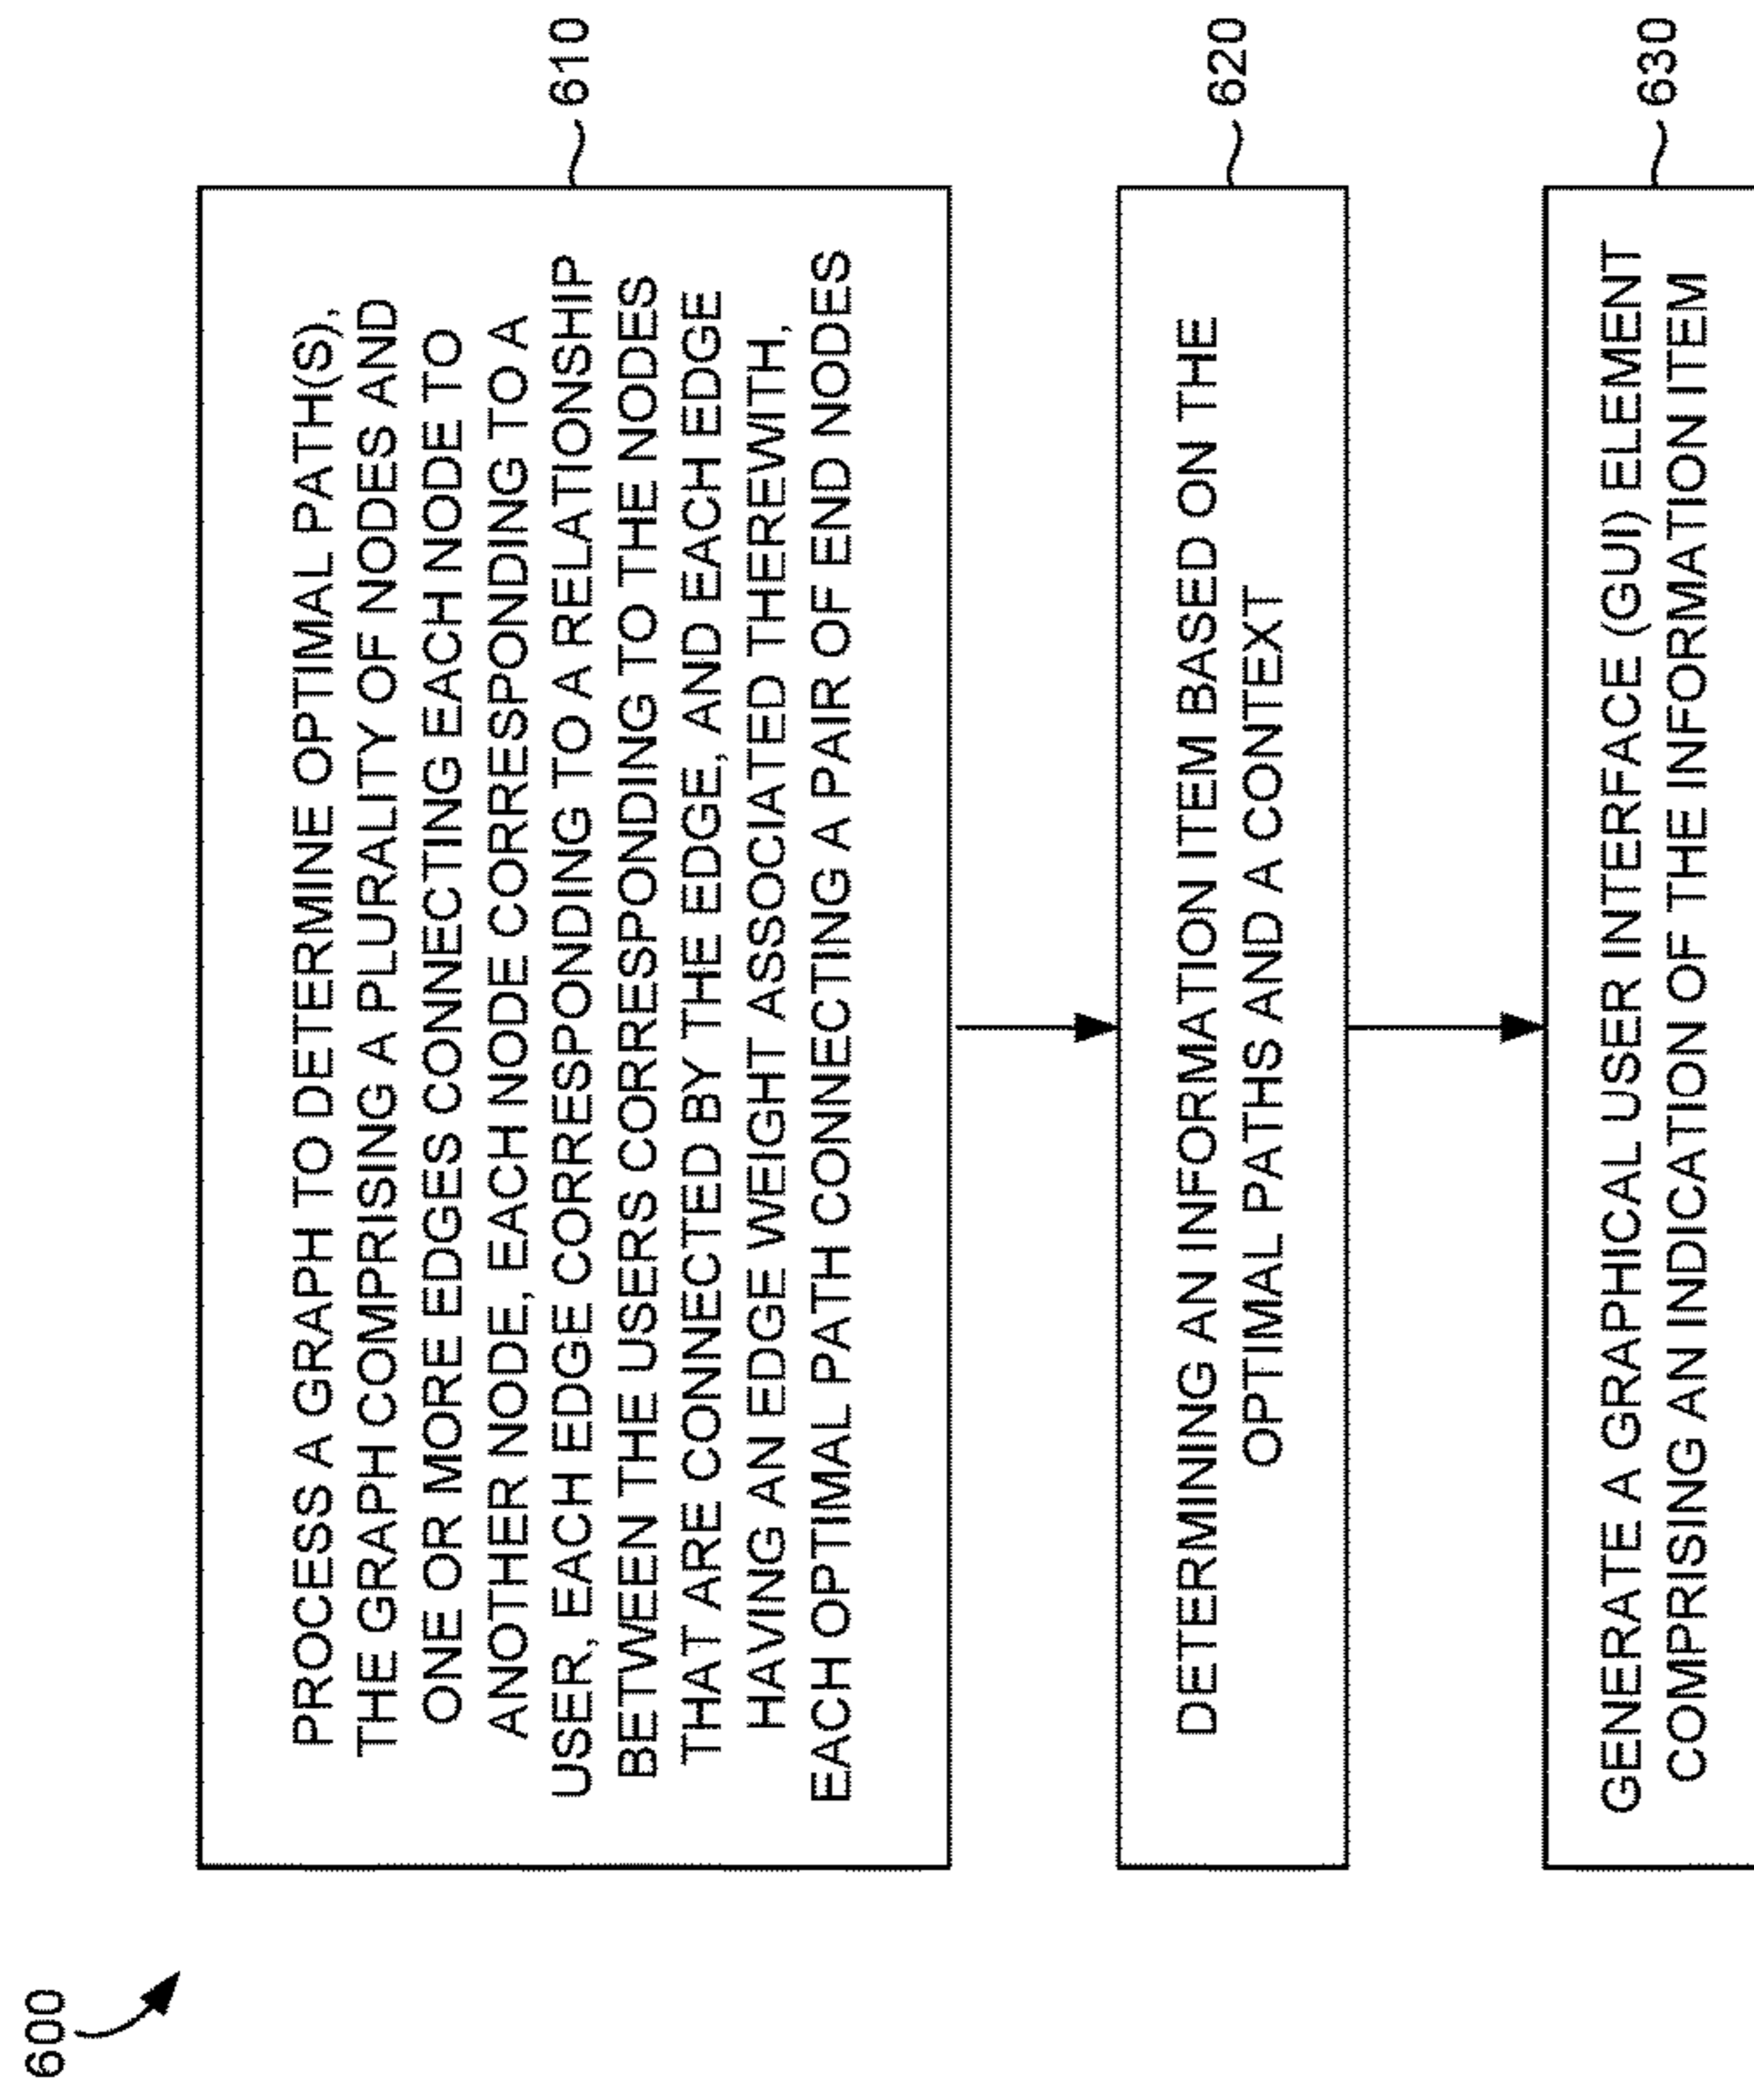 600
PROCESS A GRAPH TO DETERMINE OPTIMAL PATH(S),
THE GRAPH COMPRISING A PLURALITY OF NODES AND
ONE OR MORE EDGES CONNECTING EACH NODE TO
ANOTHER NODE, EACH NODE CORRESPONDING TO A
USER, EACH EDGE CORRESPONDING TO A RELATIONSHIP
BETWEEN THE USERS CORRESPONDING TO THE NODES
THAT ARE CONNECTED BY THE EDGE, AND EACH EDGE
HAVING AN EDGE WEIGHT ASSOCIATED THEREWITH,
EACH OPTIMAL PATH CONNECTING A PAIR OF END NODES
610
DETERMINING AN INFORMATION ITEM BASED ON THE
OPTIMAL PATHS AND A CONTEXT
620
GENERATE A GRAPHICAL USER INTERFACE (GUI) ELEMENT
COMPRISING AN INDICATION OF THE INFORMATION ITEM
630